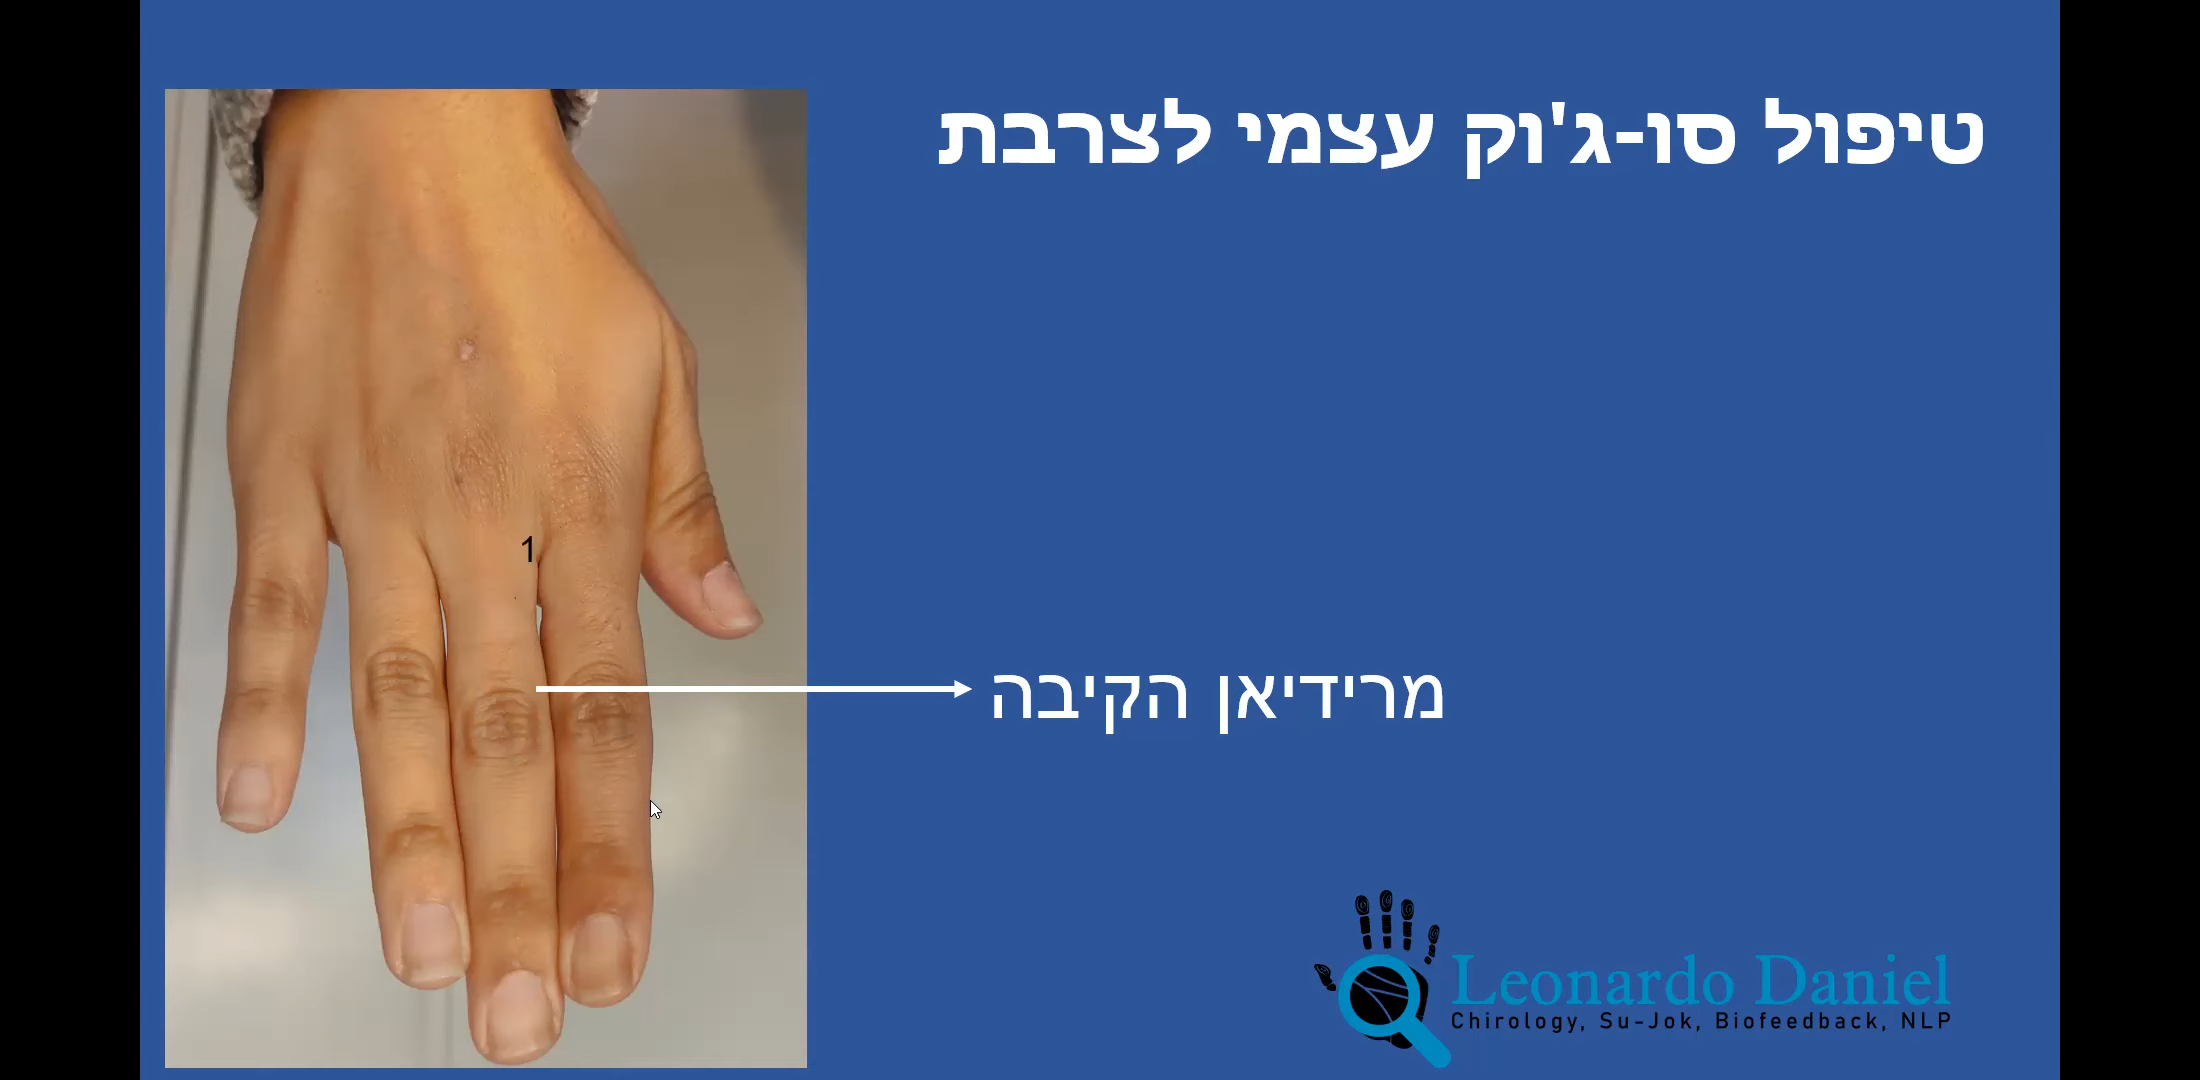 טיפול סו-ג'וק עצמי לצרבת
1
מרידיאן הקיבה
Leonardo Daniel
Chirology, Su-Jok, Biofeedback, NLP